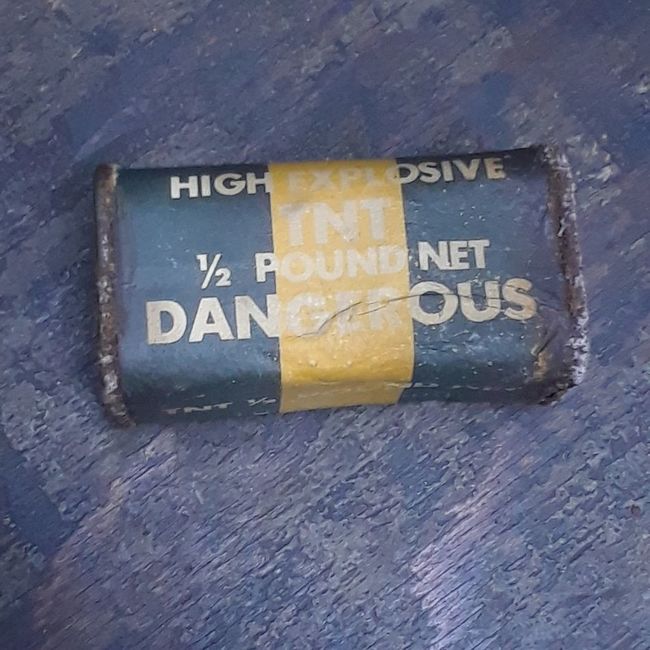 HIGH EXPLOSIVE
TNT
½ POUND NET
DANGEROUS
TNT ½